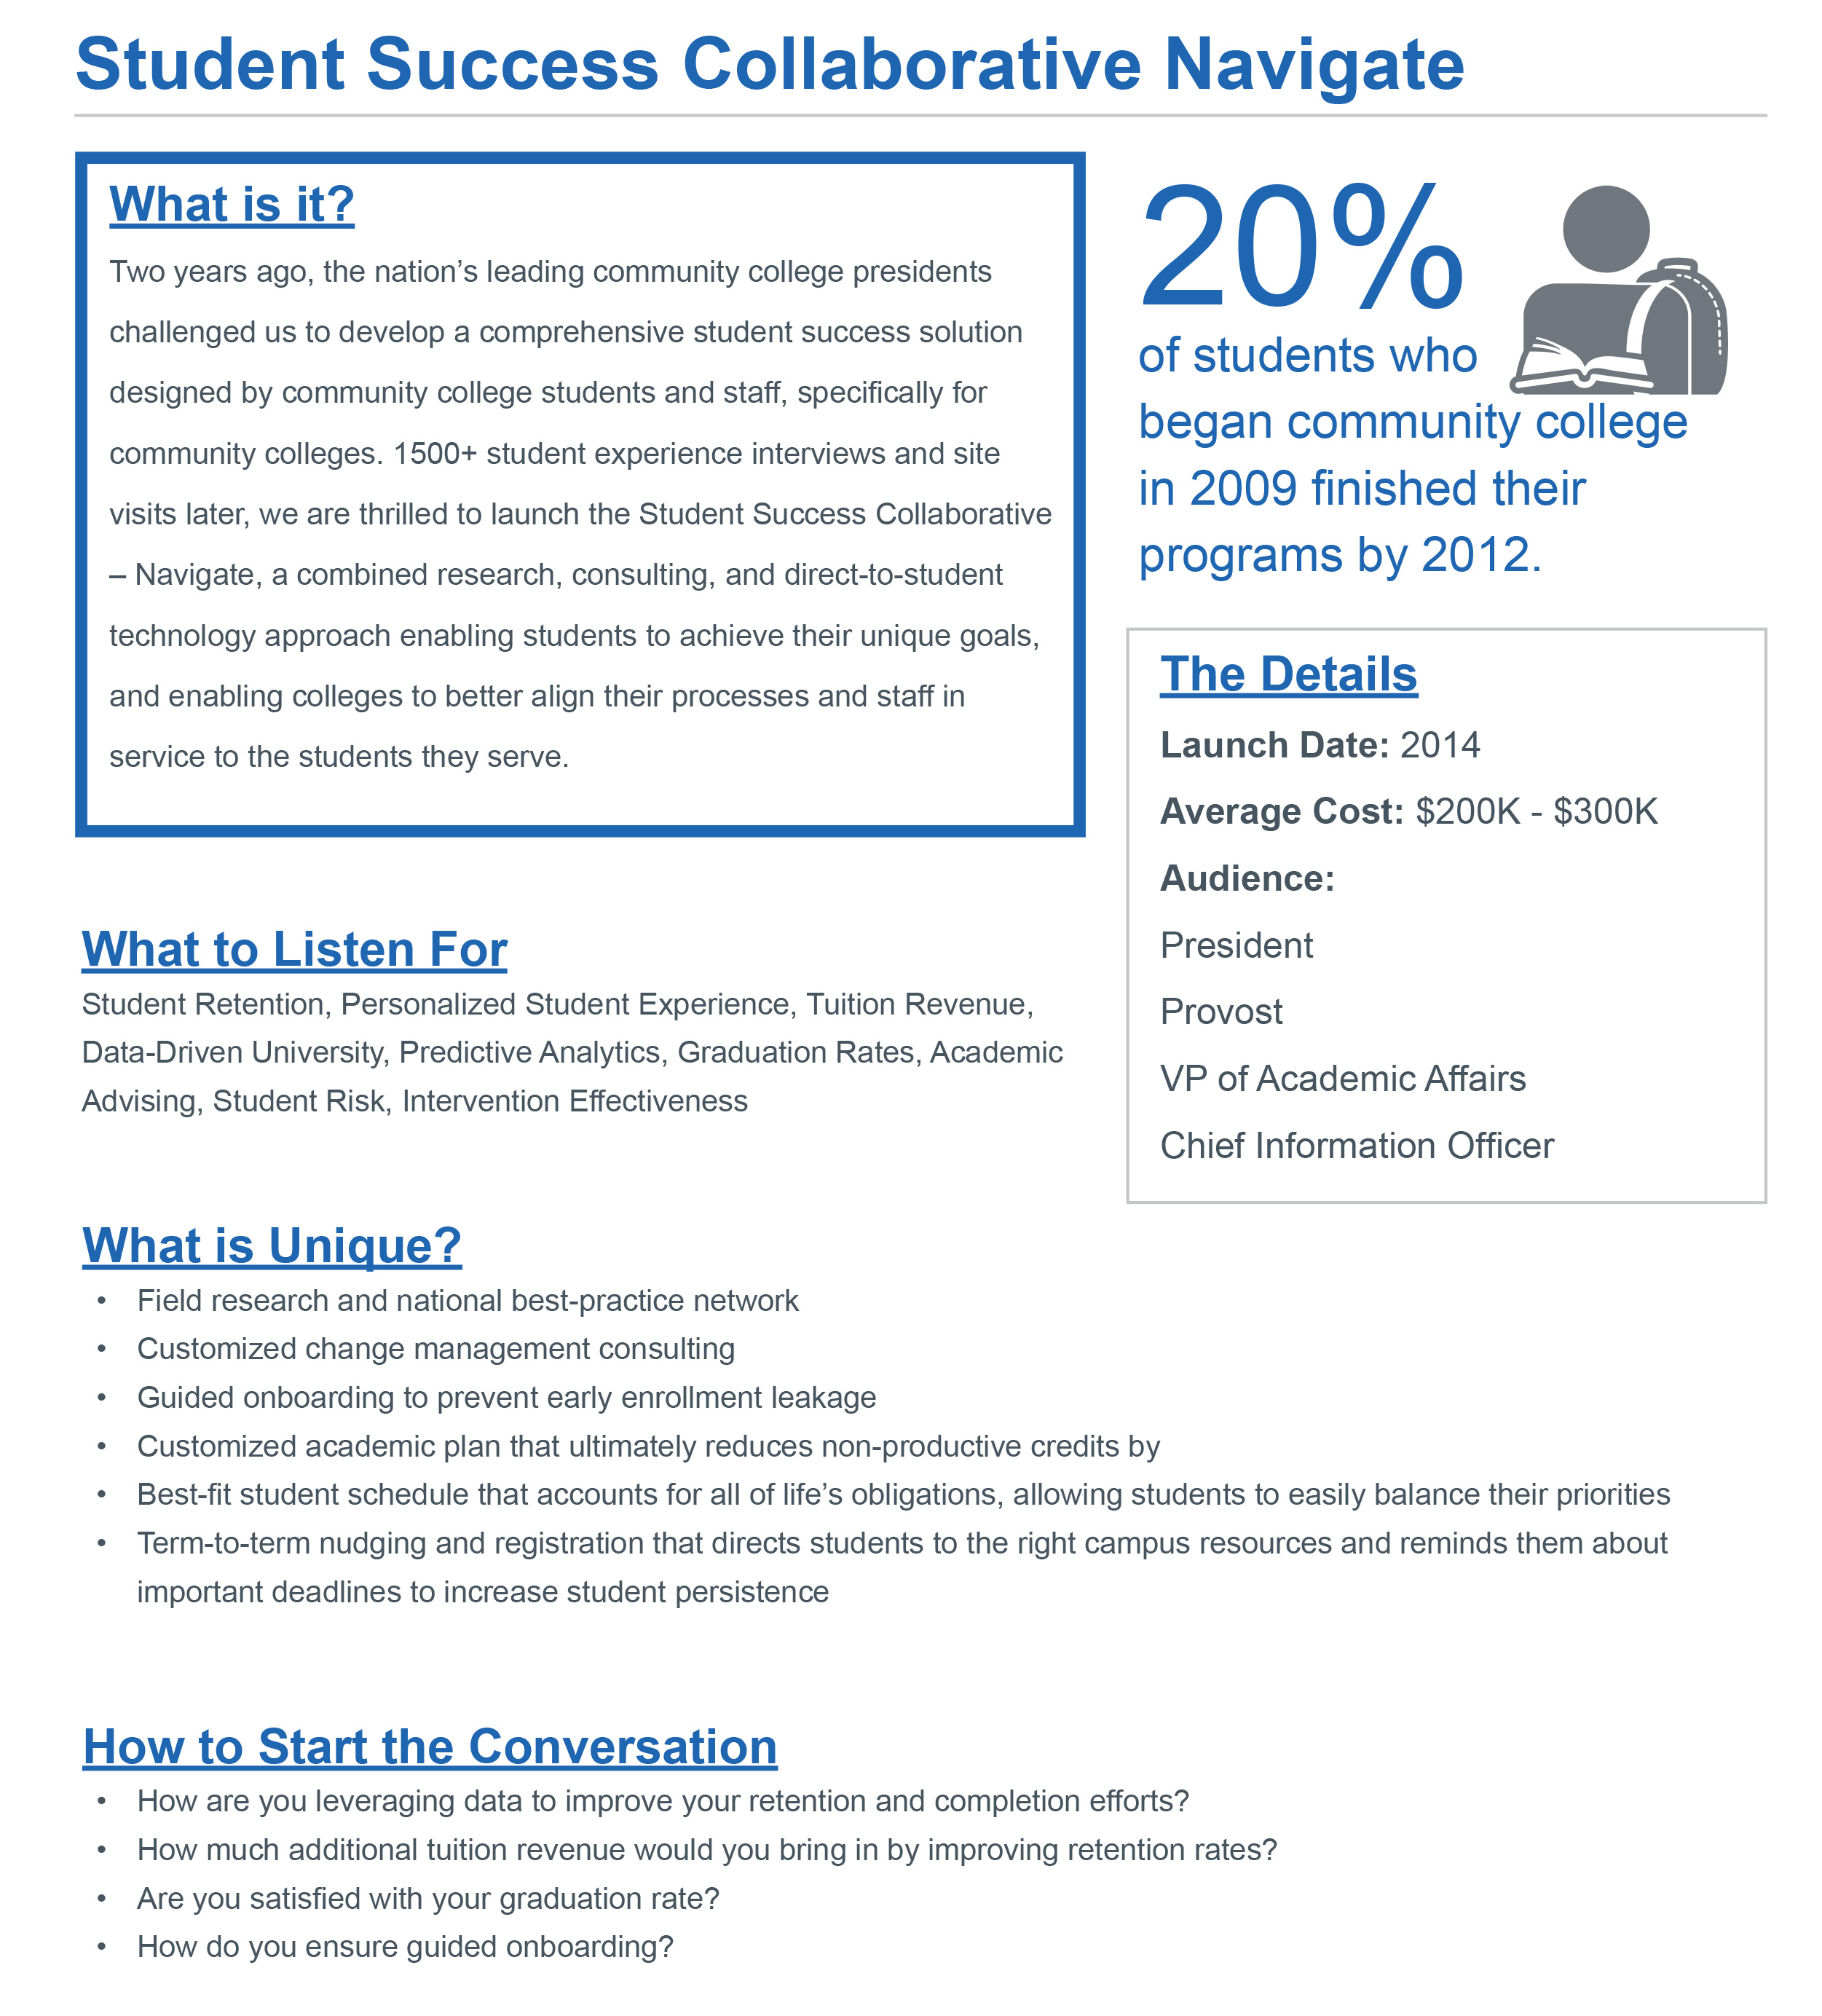 Student Success Collaborative Navigate
What is it?
Two years ago, the nation’s leading community college presidents
challenged us to develop a comprehensive student success solution
designed by community college students and staff, specifically for
community colleges. 1500+ student experience interviews and site
visits later, we are thrilled to launch the Student Success Collaborative
– Navigate, a combined research, consulting, and direct-to-student
technology approach enabling students to achieve their unique goals,
and enabling colleges to better align their processes and staff in
service to the students they serve.
20%
of students who
began community college
in 2009 finished their
programs by 2012.
The Details
Launch Date: 2014
Average Cost: $200K - $300K
Audience:
President
Provost
VP of Academic Affairs
Chief Information Officer
What to Listen For
Student Retention, Personalized Student Experience, Tuition Revenue,
Data-Driven University, Predictive Analytics, Graduation Rates, Academic
Advising, Student Risk, Intervention Effectiveness
What is Unique?
• Field research and national best-practice network
• Customized change management consulting
• Guided onboarding to prevent early enrollment leakage
• Customized academic plan that ultimately reduces non-productive credits by
• Best-fit student schedule that accounts for all of life’s obligations, allowing students to easily balance their priorities
• Term-to-term nudging and registration that directs students to the right campus resources and reminds them about
important deadlines to increase student persistence
How to Start the Conversation
• How are you leveraging data to improve your retention and completion efforts?
• How much additional tuition revenue would you bring in by improving retention rates?
• Are you satisfied with your graduation rate?
• How do you ensure guided onboarding?